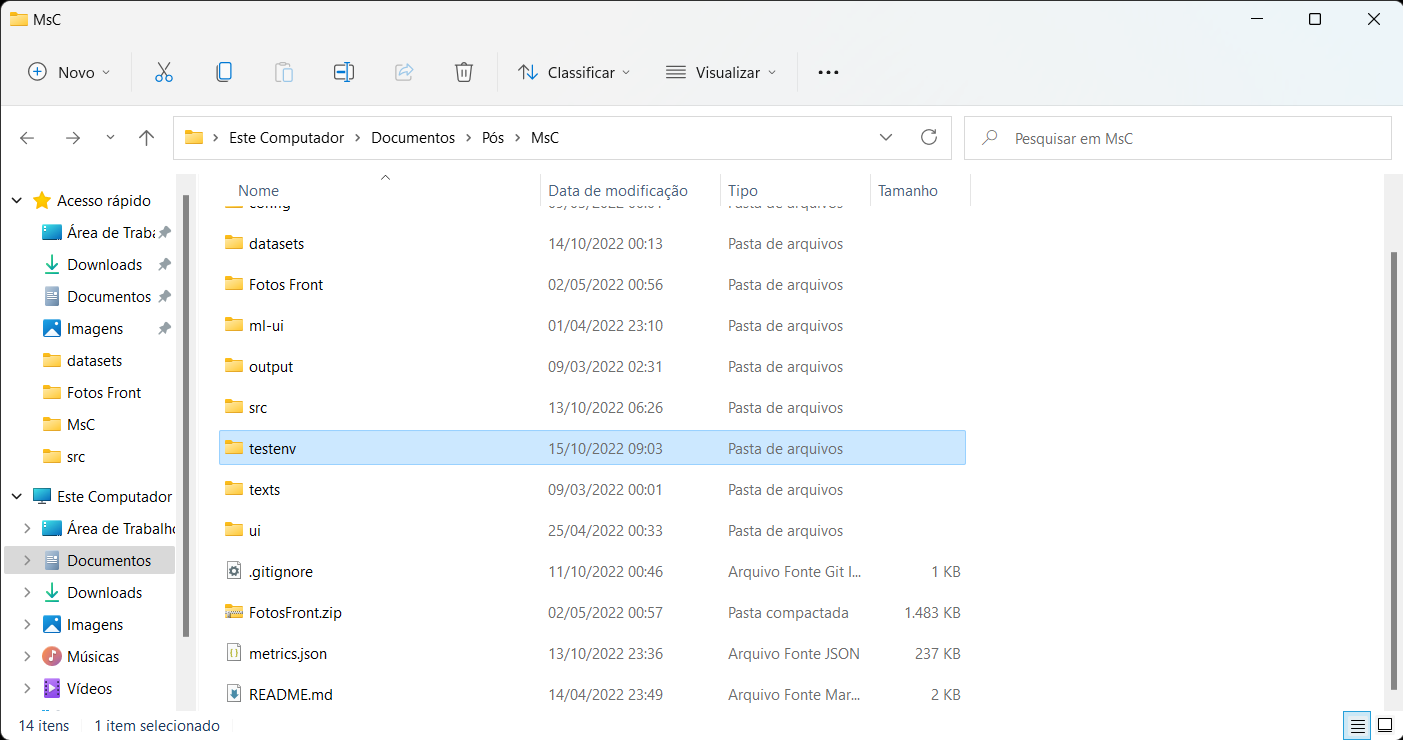 MsC
Novo
Classificar
Visualizar
Este Computador
Documentos
Pós
MsC
Pesquisar em MsC
Acesso rápido
Área de Traba
Downloads
Documentos
Imagens
datasets
Fotos Front
MsC
src
Este Computador
Área de Trabalho
Documentos
Downloads
Imagens
Músicas
Vídeos
Nome Data de modificação Tipo Tamanho
config Pasta de arquivos
datasets 14/10/2022 00:13 Pasta de arquivos
Fotos Front 02/05/2022 00:56 Pasta de arquivos
ml-ui 01/04/2022 23:10 Pasta de arquivos
output 09/03/2022 02:31 Pasta de arquivos
src 13/10/2022 06:26 Pasta de arquivos
testenv 15/10/2022 09:03 Pasta de arquivos
texts 09/03/2022 00:01 Pasta de arquivos
ui 25/04/2022 00:33 Pasta de arquivos
.gitignore 11/10/2022 00:46 Arquivo Fonte Git I... 1 KB
FotosFront.zip 02/05/2022 00:57 Pasta compactada 1.483 KB
metrics.json 13/10/2022 23:36 Arquivo Fonte JSON 237 KB
README.md 14/04/2022 23:49 Arquivo Fonte Mar... 2 KB
14 itens 1 item selecionado